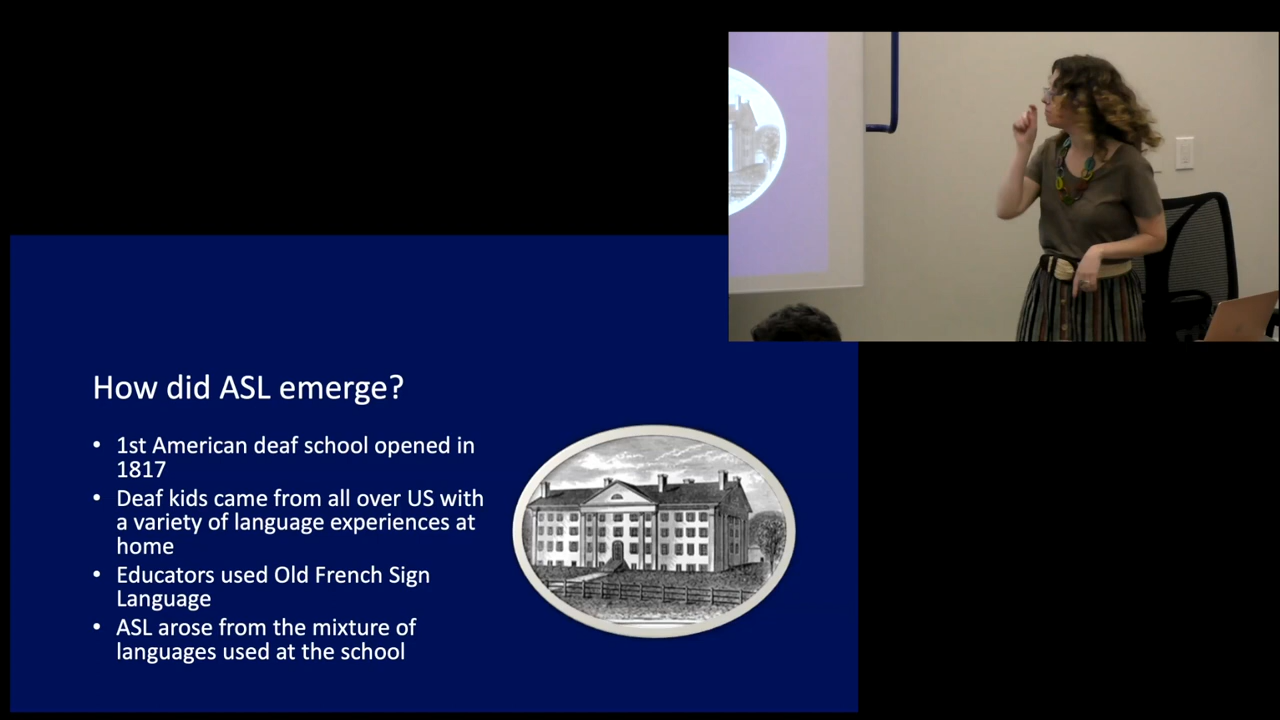 How did ASL emerge?
• 1st American deaf school opened in
1817
• Deaf kids came from all over US with
a variety of language experiences at
home
• Educators used Old French Sign
Language
• ASL arose from the mixture of
languages used at the school